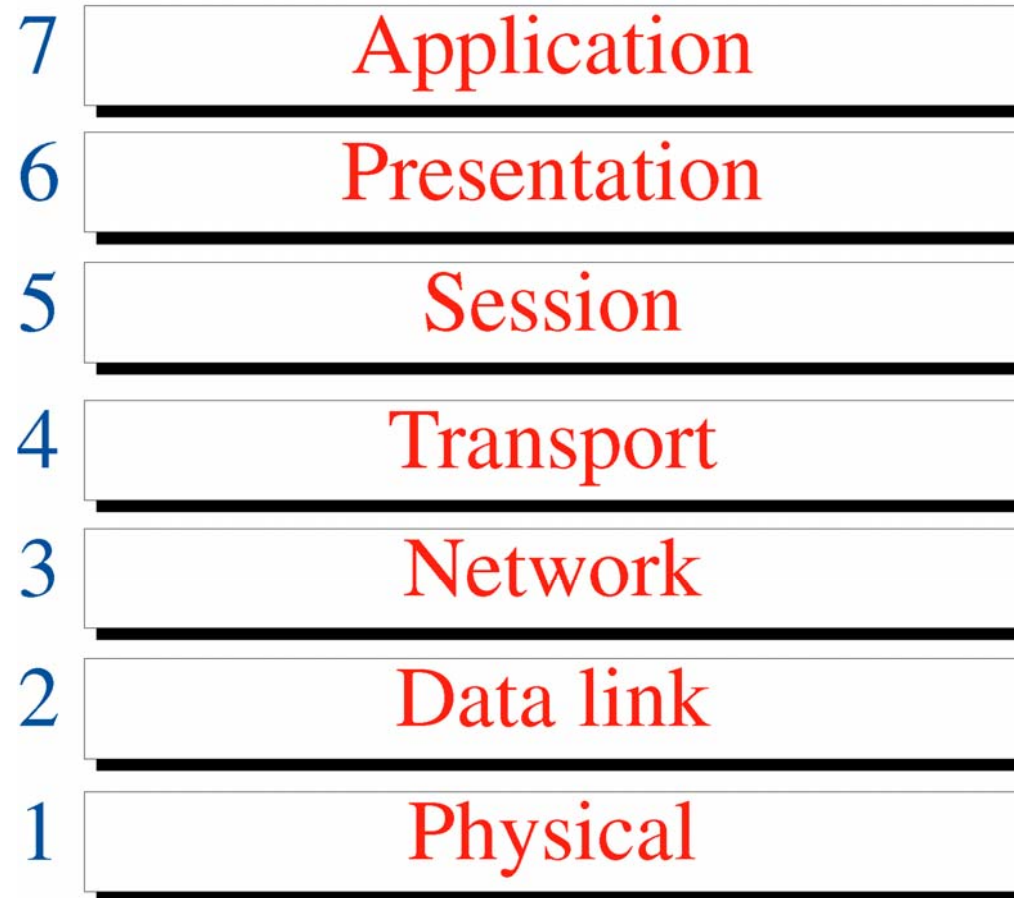 7 Application
6 Presentation
5 Session
4 Transport
3 Network
2 Data link
1 Physical